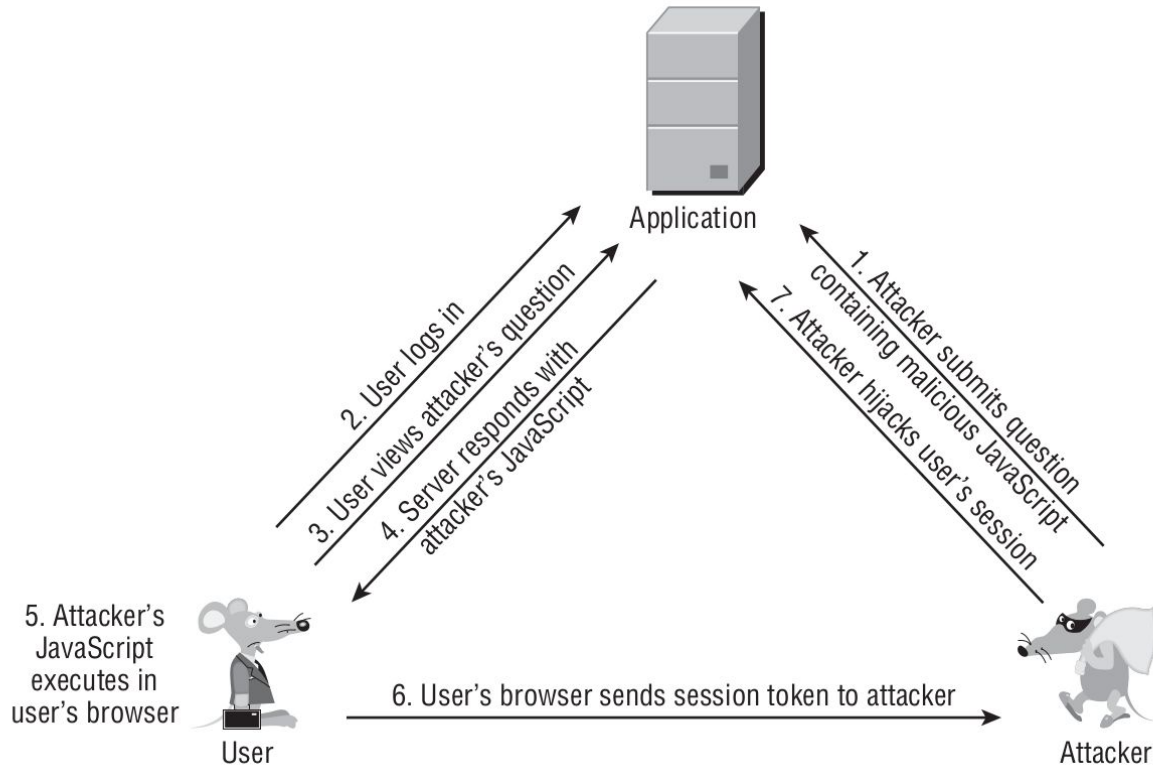 Application
1. Attacker submits question
containing malicious JavaScript
2. User logs in
3. User views attacker's question
4. Server responds with
attacker's JavaScript
5. Attacker's
JavaScript
executes in
user's browser
6. User's browser sends session token to attacker
7. Attacker hijacks user's session
User
Attacker